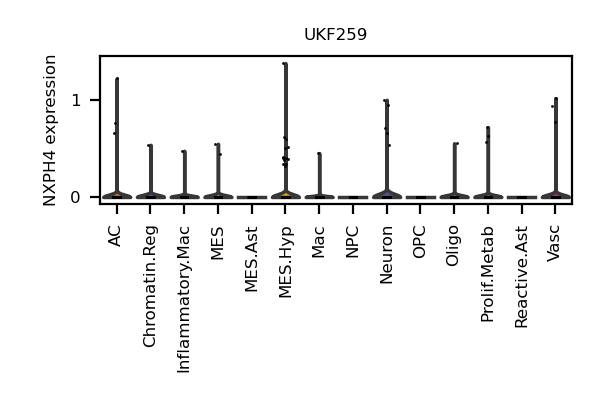 UKF259
NXPH4 expression
1
0
AC
Chromatin.Reg
Inflammatory.Mac
MES
MES.Ast
MES.Hyp
Mac
NPC
Neuron
OPC
Oligo
Prolif.Metab
Reactive.Ast
Vasc